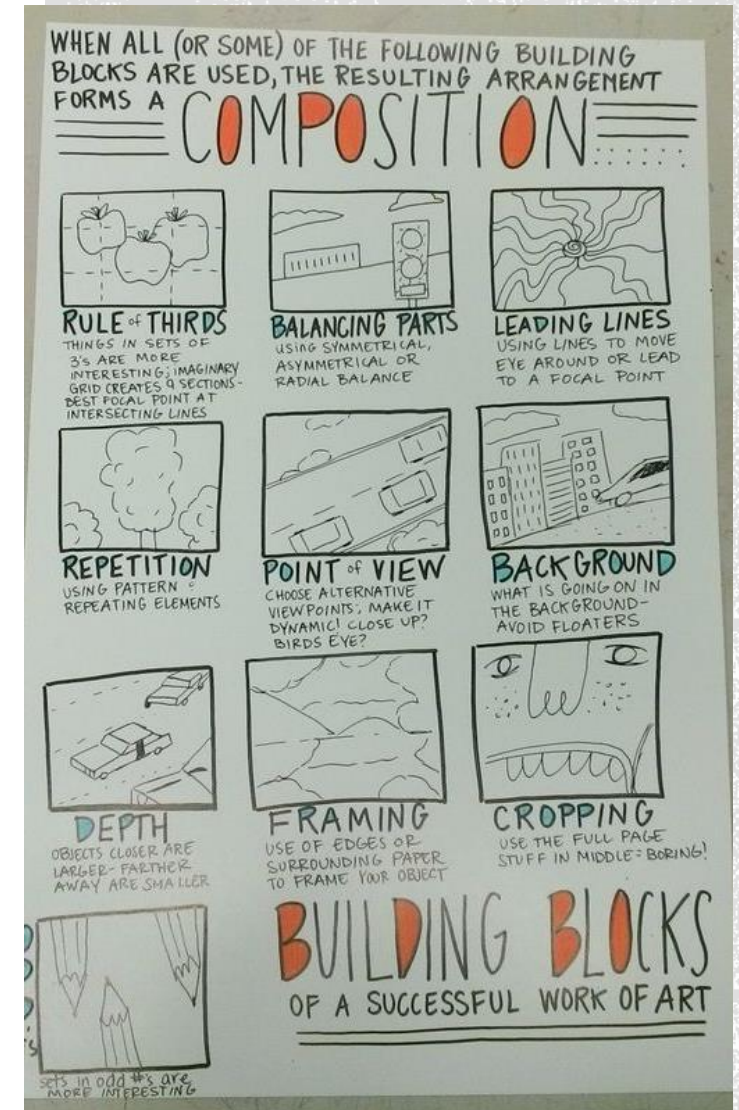 WHEN ALL (OR SOME) OF THE FOLLOWING BUILDING
BLOCKS ARE USED, THE RESULTING ARRANGEMENT
FORMS A
COMPOSITION
RULE of THIRDS
THINGS IN SETS OF
3'S ARE MORE
INTERESTING; IMAGINARY
GRID CREATES 9 SECTIONS-
BEST FOCAL POINT AT
INTERSECTING LINES
BALANCING PARTS
USING SYMMETRICAL,
ASYMMETRICAL OR
RADIAL BALANCE
LEADING LINES
USING LINES TO MOVE
EYE AROUND OR LEAD
TO A FOCAL POINT
REPETITION
USING PATTERN
REPEATING ELEMENTS
POINT of VIEW
CHOOSE ALTERNATIVE
VIEWPOINTS; MAKE IT
DYNAMIC! CLOSE UP?
BIRDS EYE?
BACKGROUND
WHAT IS GOING ON IN
THE BACKGROUND-
AVOID FLOATERS
DEPTH
OBJECTS CLOSER ARE
LARGER- FARTHER
AWAY ARE SMALLER
FRAMING
USE OF EDGES OR
SURROUNDING PAPER
TO FRAME YOUR OBJECT
CROPPING
USE THE FULL PAGE
STUFF IN MIDDLE = BORING!
sets in odd #'s are
MORE INTERESTING
BUILDING BLOCKS
OF A SUCCESSFUL WORK OF ART